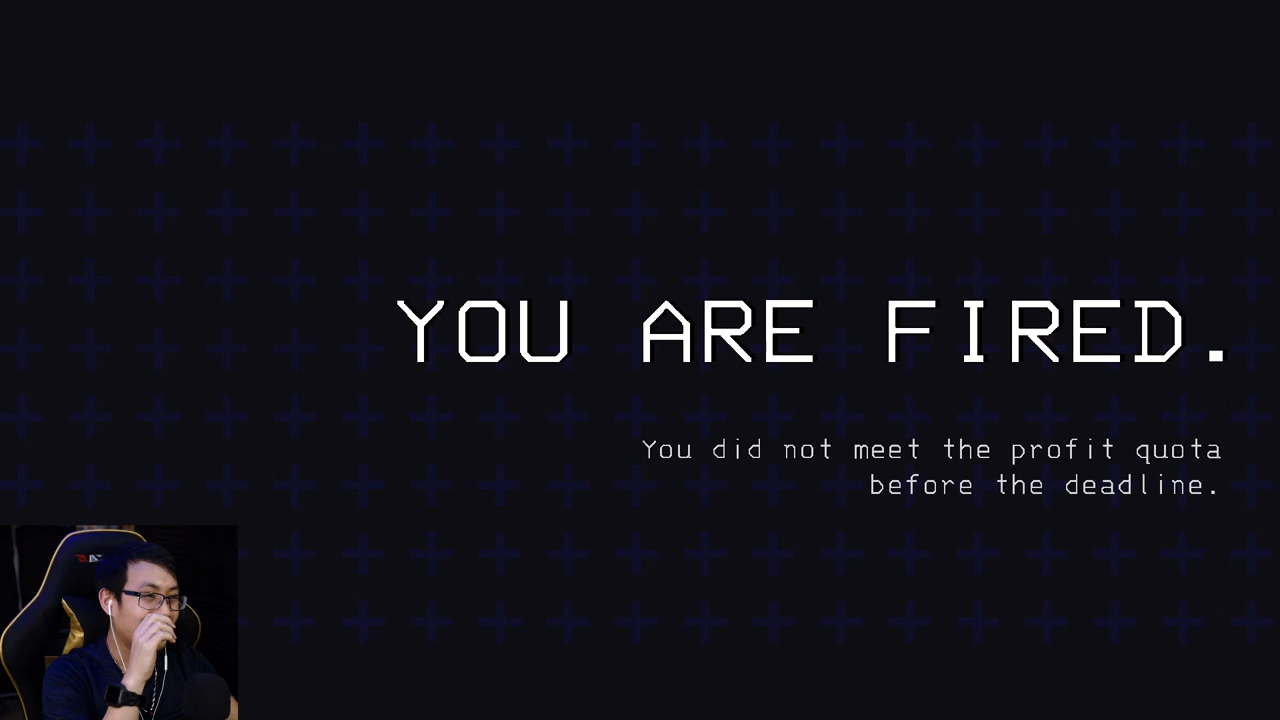 YOU ARE FIRED.
You did not meet the profit quota
before the deadline.